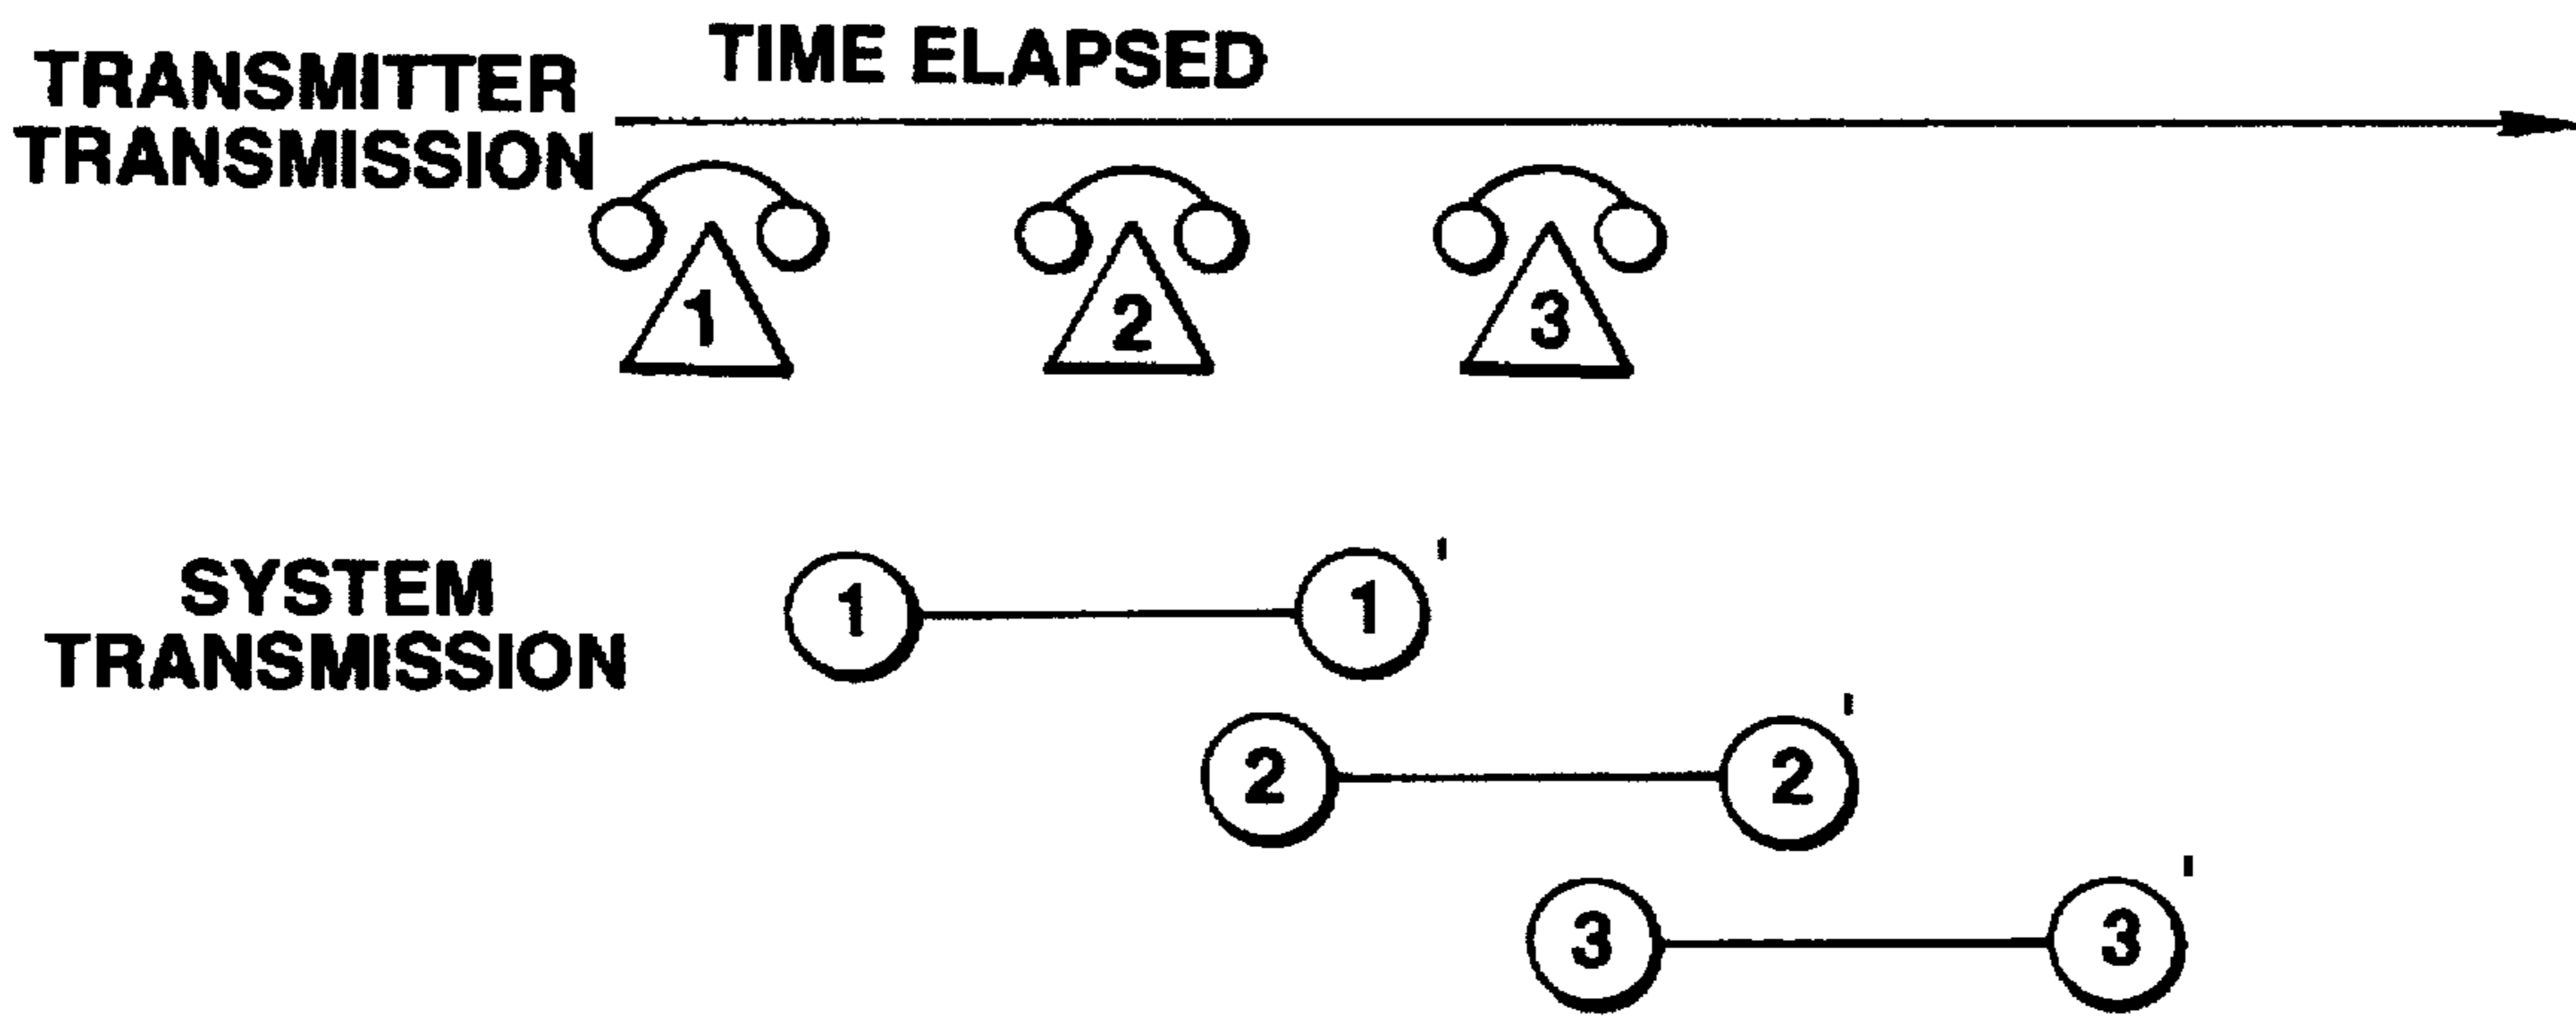 TIME ELAPSED
TRANSMITTER
TRANSMISSION
1 2 3
SYSTEM
TRANSMISSION
1 1'
2 2'
3 3'